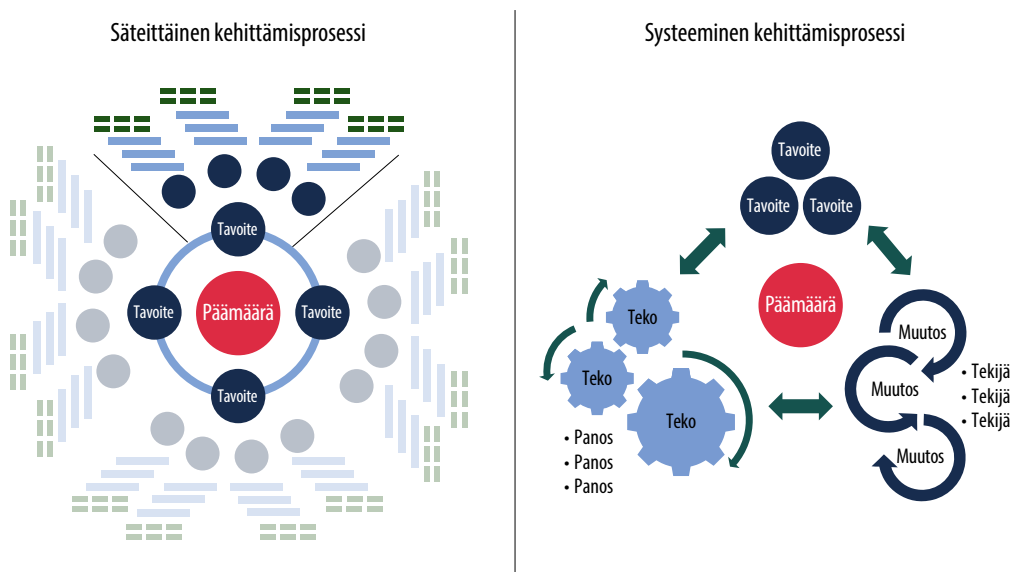 Säteittäinen kehittämisprosessi
Tavoite
Tavoite
Päämäärä
Tavoite
Tavoite
Systeeminen kehittämisprosessi
Tavoite
Tavoite
Tavoite
Päämäärä
Teko
Teko
Teko
• Panos
• Panos
• Panos
Muutos
Muutos
Muutos
• Tekijä
• Tekijä
• Tekijä